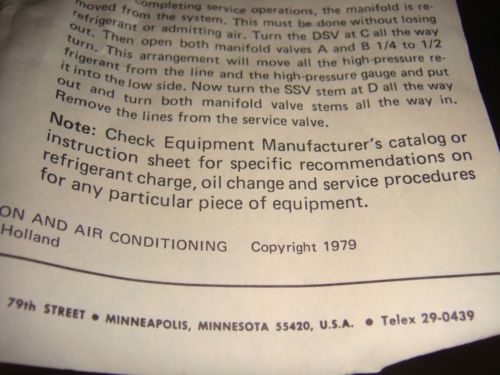 completing service operations, the manifold is re-
moved from the system. This must be done without losing
refrigerant or admitting air. Turn the DSV at C all the way
out. Then open both manifold valves A and B 1/4 to 1/2
turn. This arrangement will move all the high-pressure re-
frigerant from the line and the high-pressure gauge and put
it into the low side. Now turn the SSV stem at D all the way
out and turn both manifold valve stems all the way in.
Remove the lines from the service valve.
Note: Check Equipment Manufacturer's catalog or
instruction sheet for specific recommendations on
refrigerant charge, oil change and service procedures
for any particular piece of equipment.
ON AND AIR CONDITIONING Copyright 1979
Holland
79th STREET • MINNEAPOLIS, MINNESOTA 55420, U.S.A. • Telex 29-0439